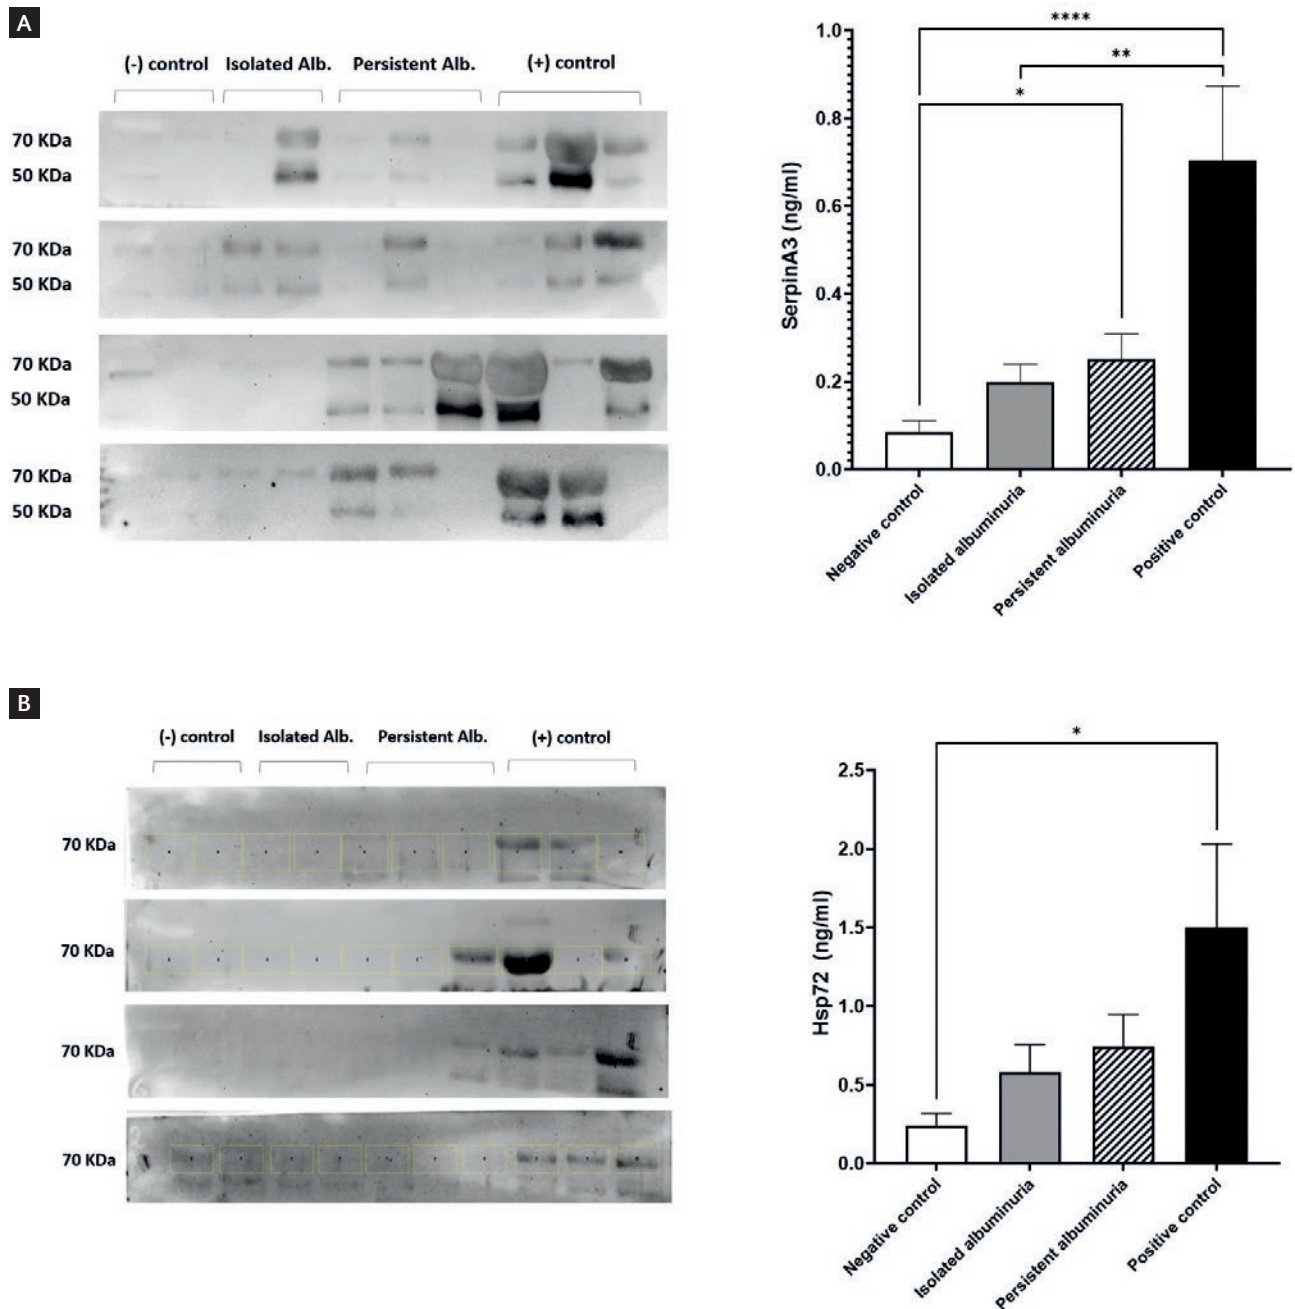 A
(-) control Isolated Alb. Persistent Alb. (+) control
70 KDa
50 KDa
70 KDa
50 KDa
70 KDa
50 KDa
70 KDa
50 KDa
****
**
*
SerpinA3 (ng/ml)
1.0
0.8
0.6
0.4
0.2
0.0
Negative control
Isolated albuminuria
Persistent albuminuria
Positive control
B
(-) control Isolated Alb. Persistent Alb. (+) control
70 KDa
70 KDa
70 KDa
70 KDa
*
Hsp72 (ng/ml)
2.5
2.0
1.5
1.0
0.5
0.0
Negative control
Isolated albuminuria
Persistent albuminuria
Positive control